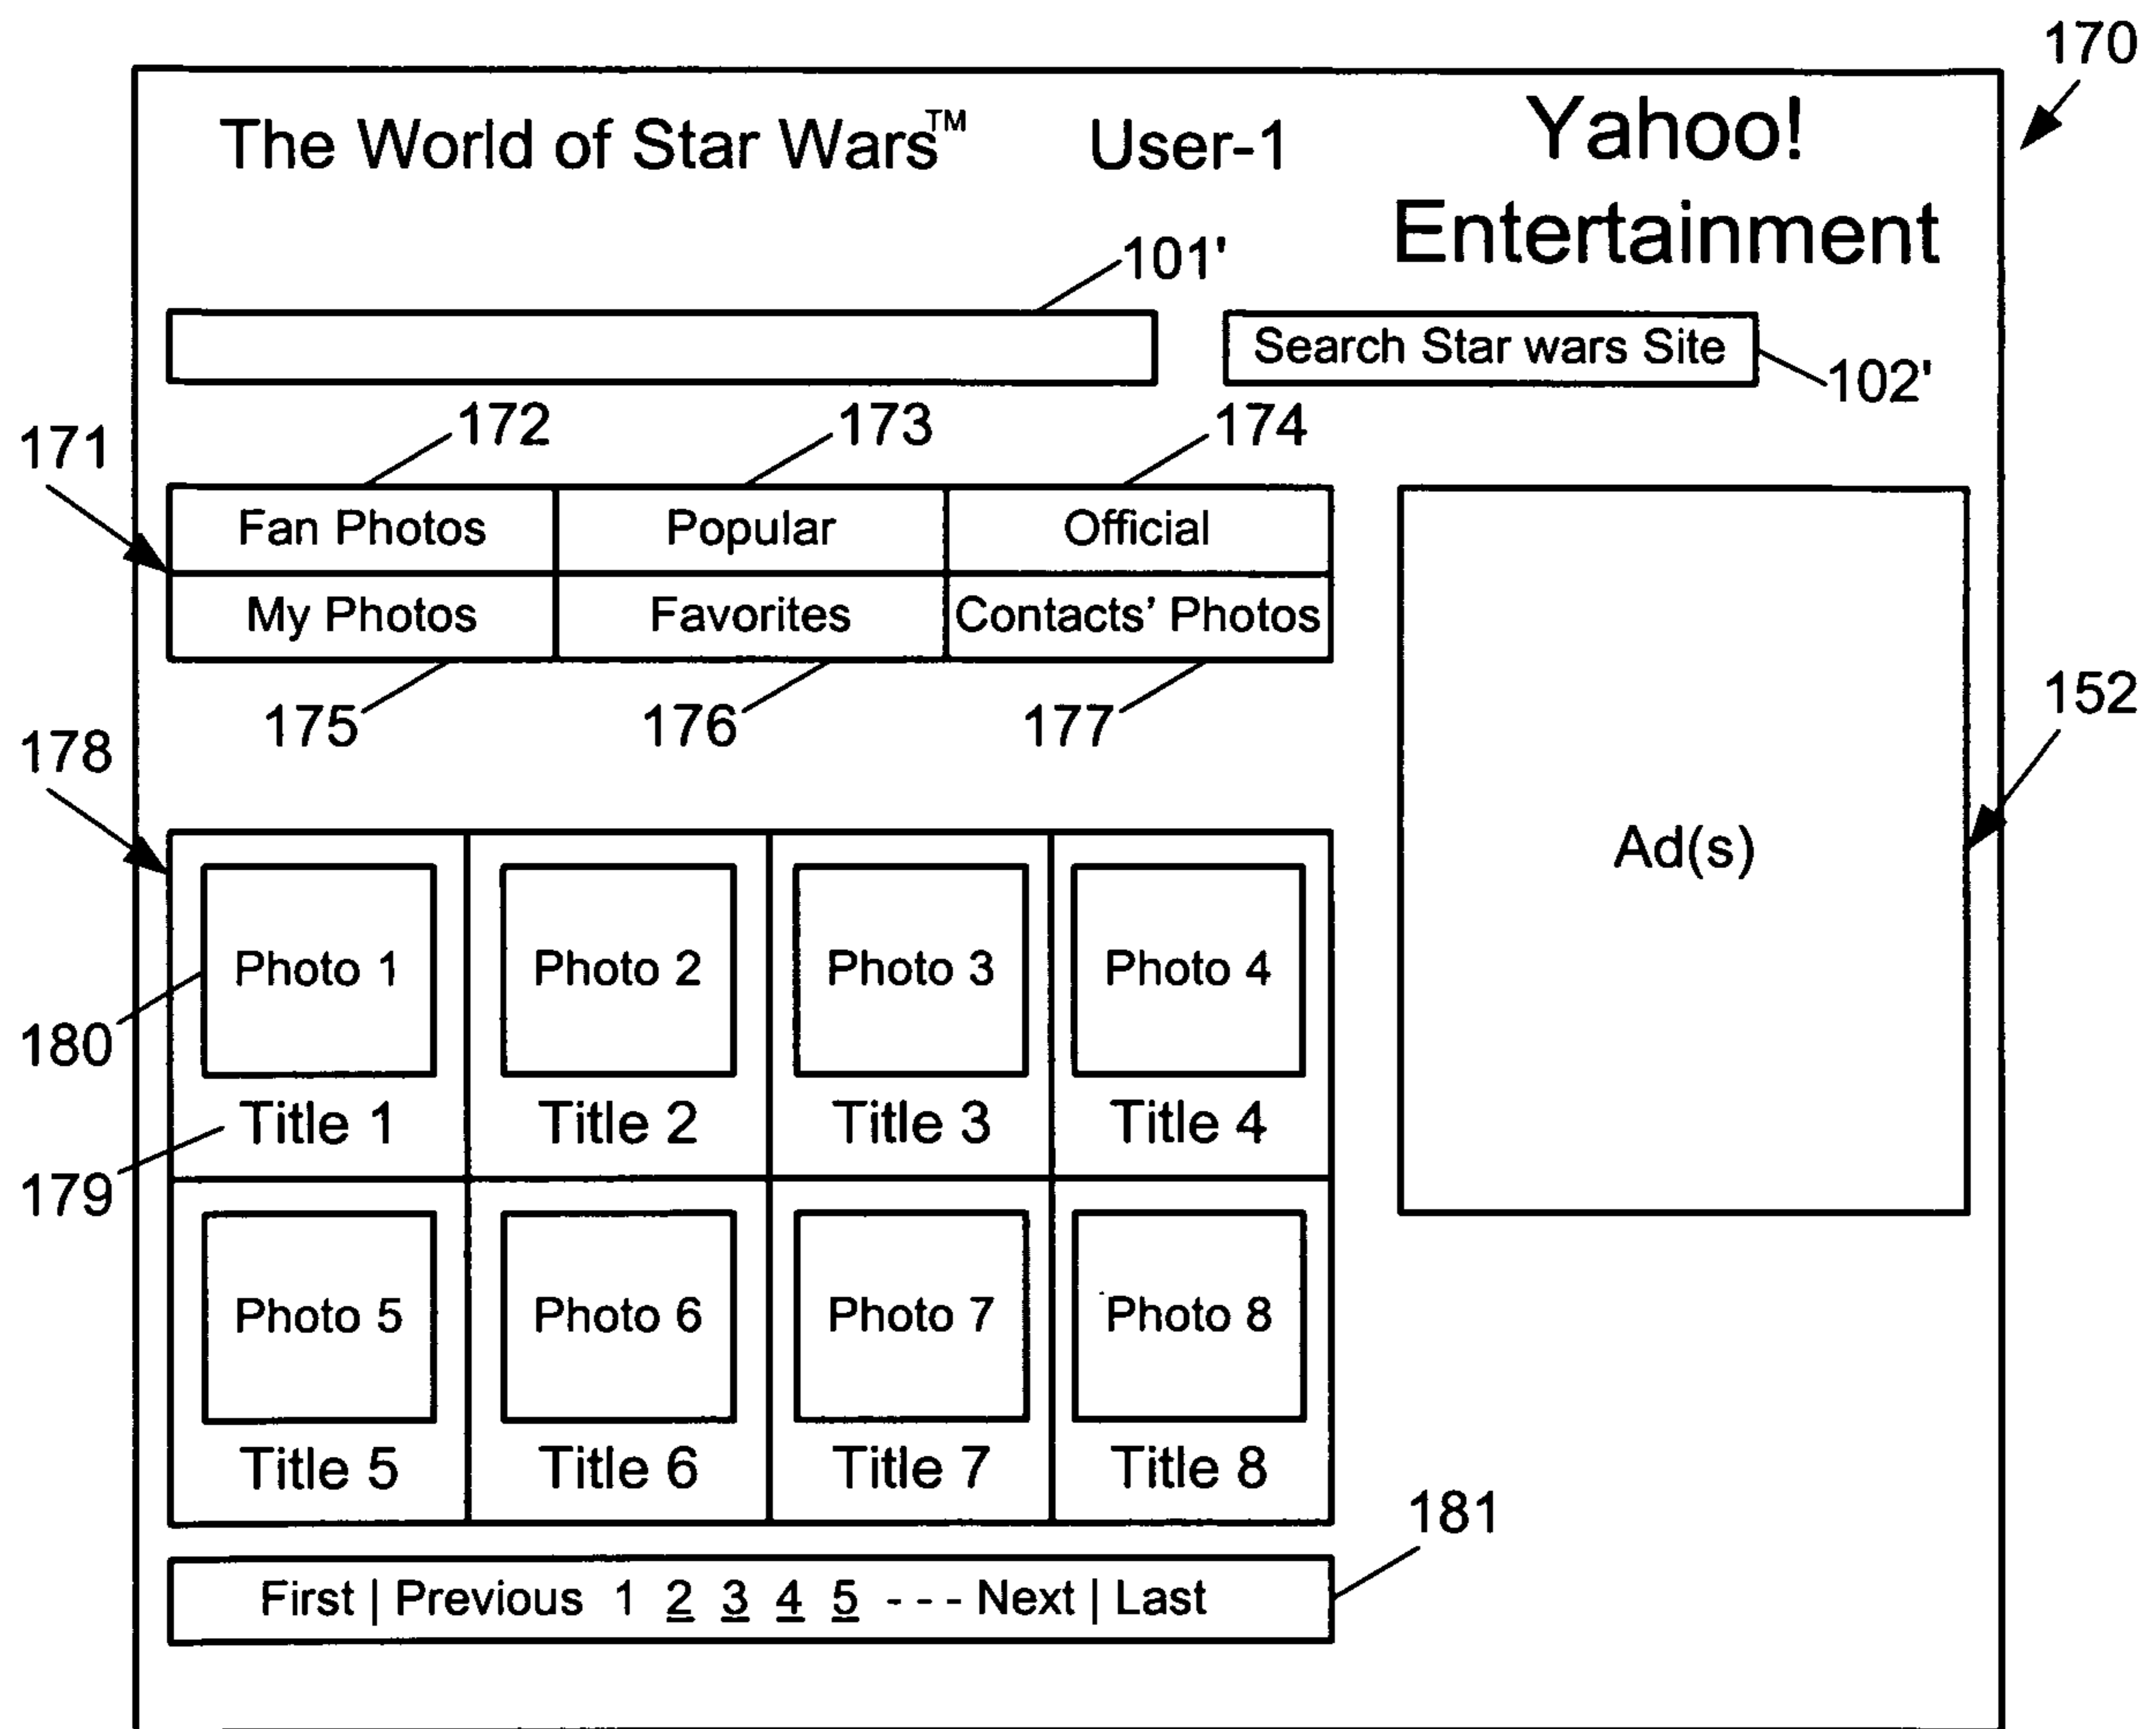 170
The World of Star Wars™ User-1 Yahoo!
Entertainment
101'
Search Star wars Site
102'
172 173 174
171
Fan Photos Popular Official
My Photos Favorites Contacts' Photos
175 176 177
152
178
Ad(s)
Photo 1 Photo 2 Photo 3 Photo 4
180
Title 1 Title 2 Title 3 Title 4
179
Photo 5 Photo 6 Photo 7 Photo 8
Title 5 Title 6 Title 7 Title 8
181
First | Previous 1 2 3 4 5 - - - Next | Last